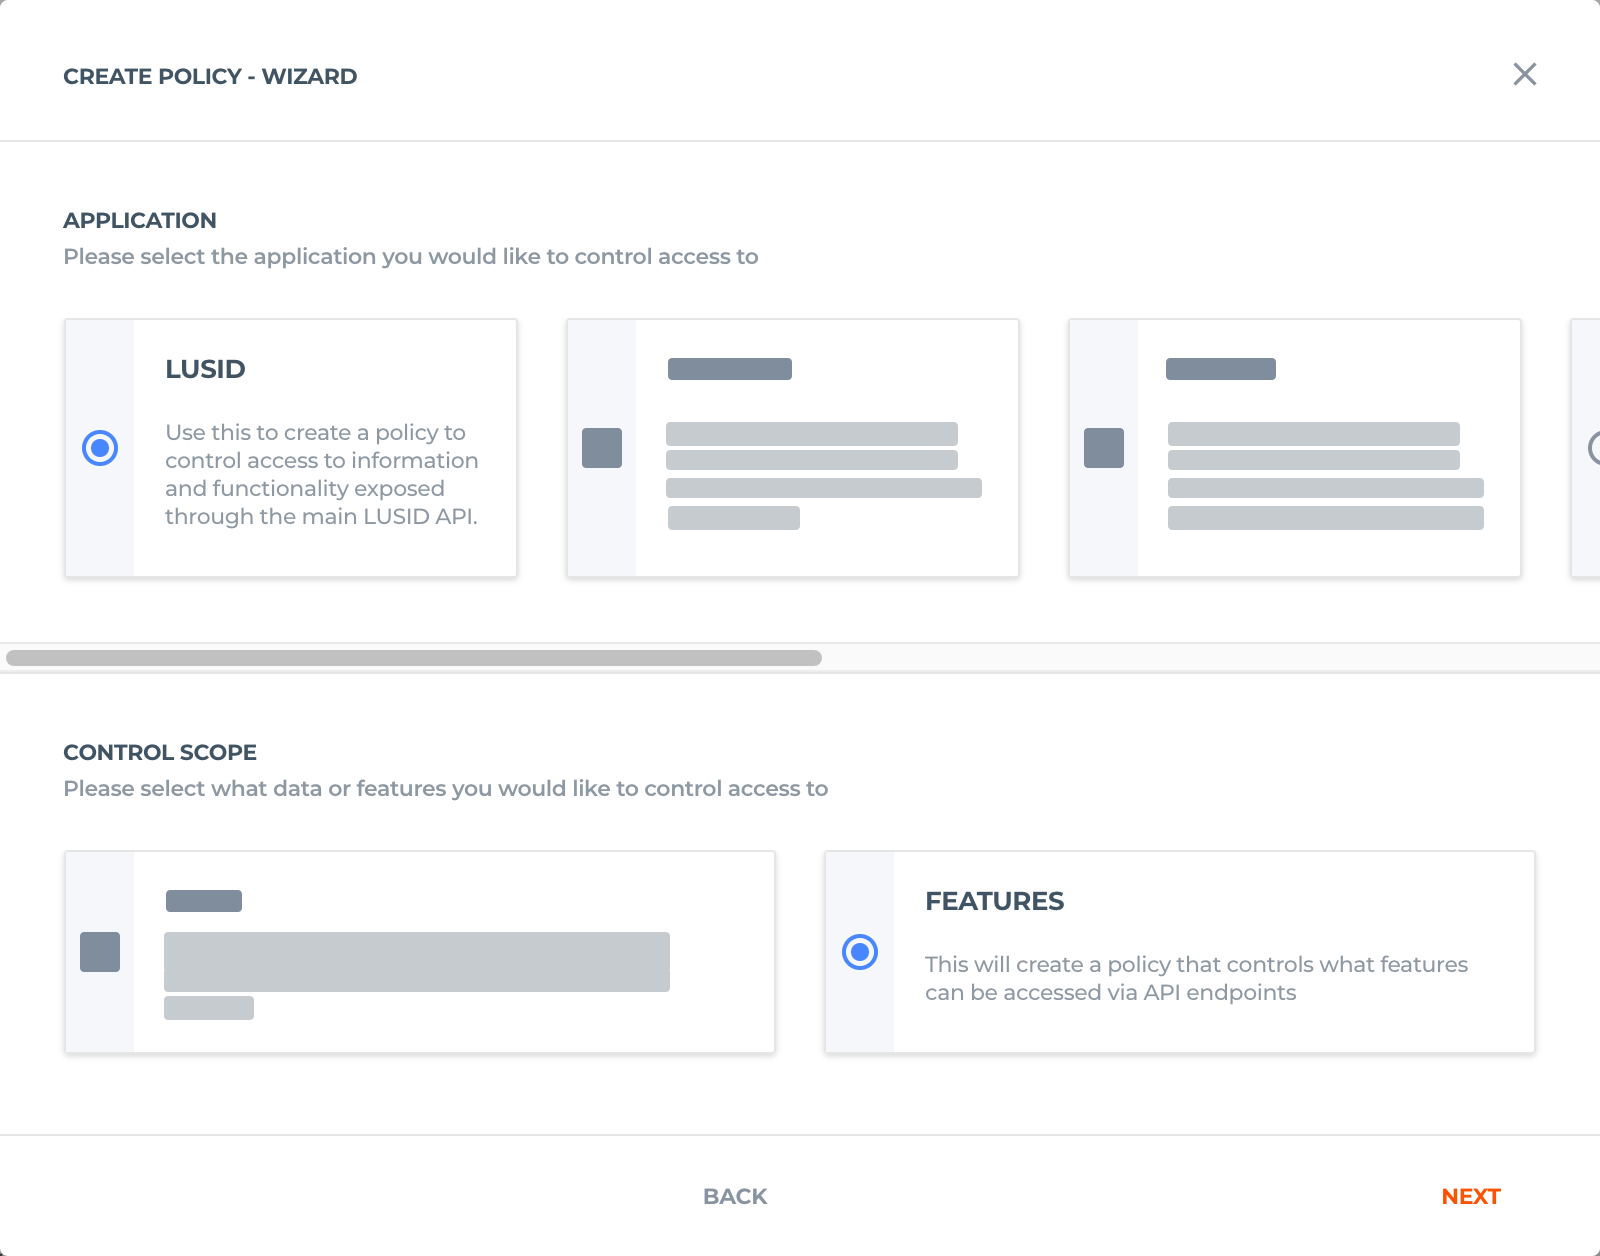 CREATE POLICY - WIZARD
APPLICATION
Please select the application you would like to control access to
LUSID
Use this to create a policy to
control access to information
and functionality exposed
through the main LUSID API.
CONTROL SCOPE
Please select what data or features you would like to control access to
FEATURES
This will create a policy that controls what features
can be accessed via API endpoints
BACK
NEXT